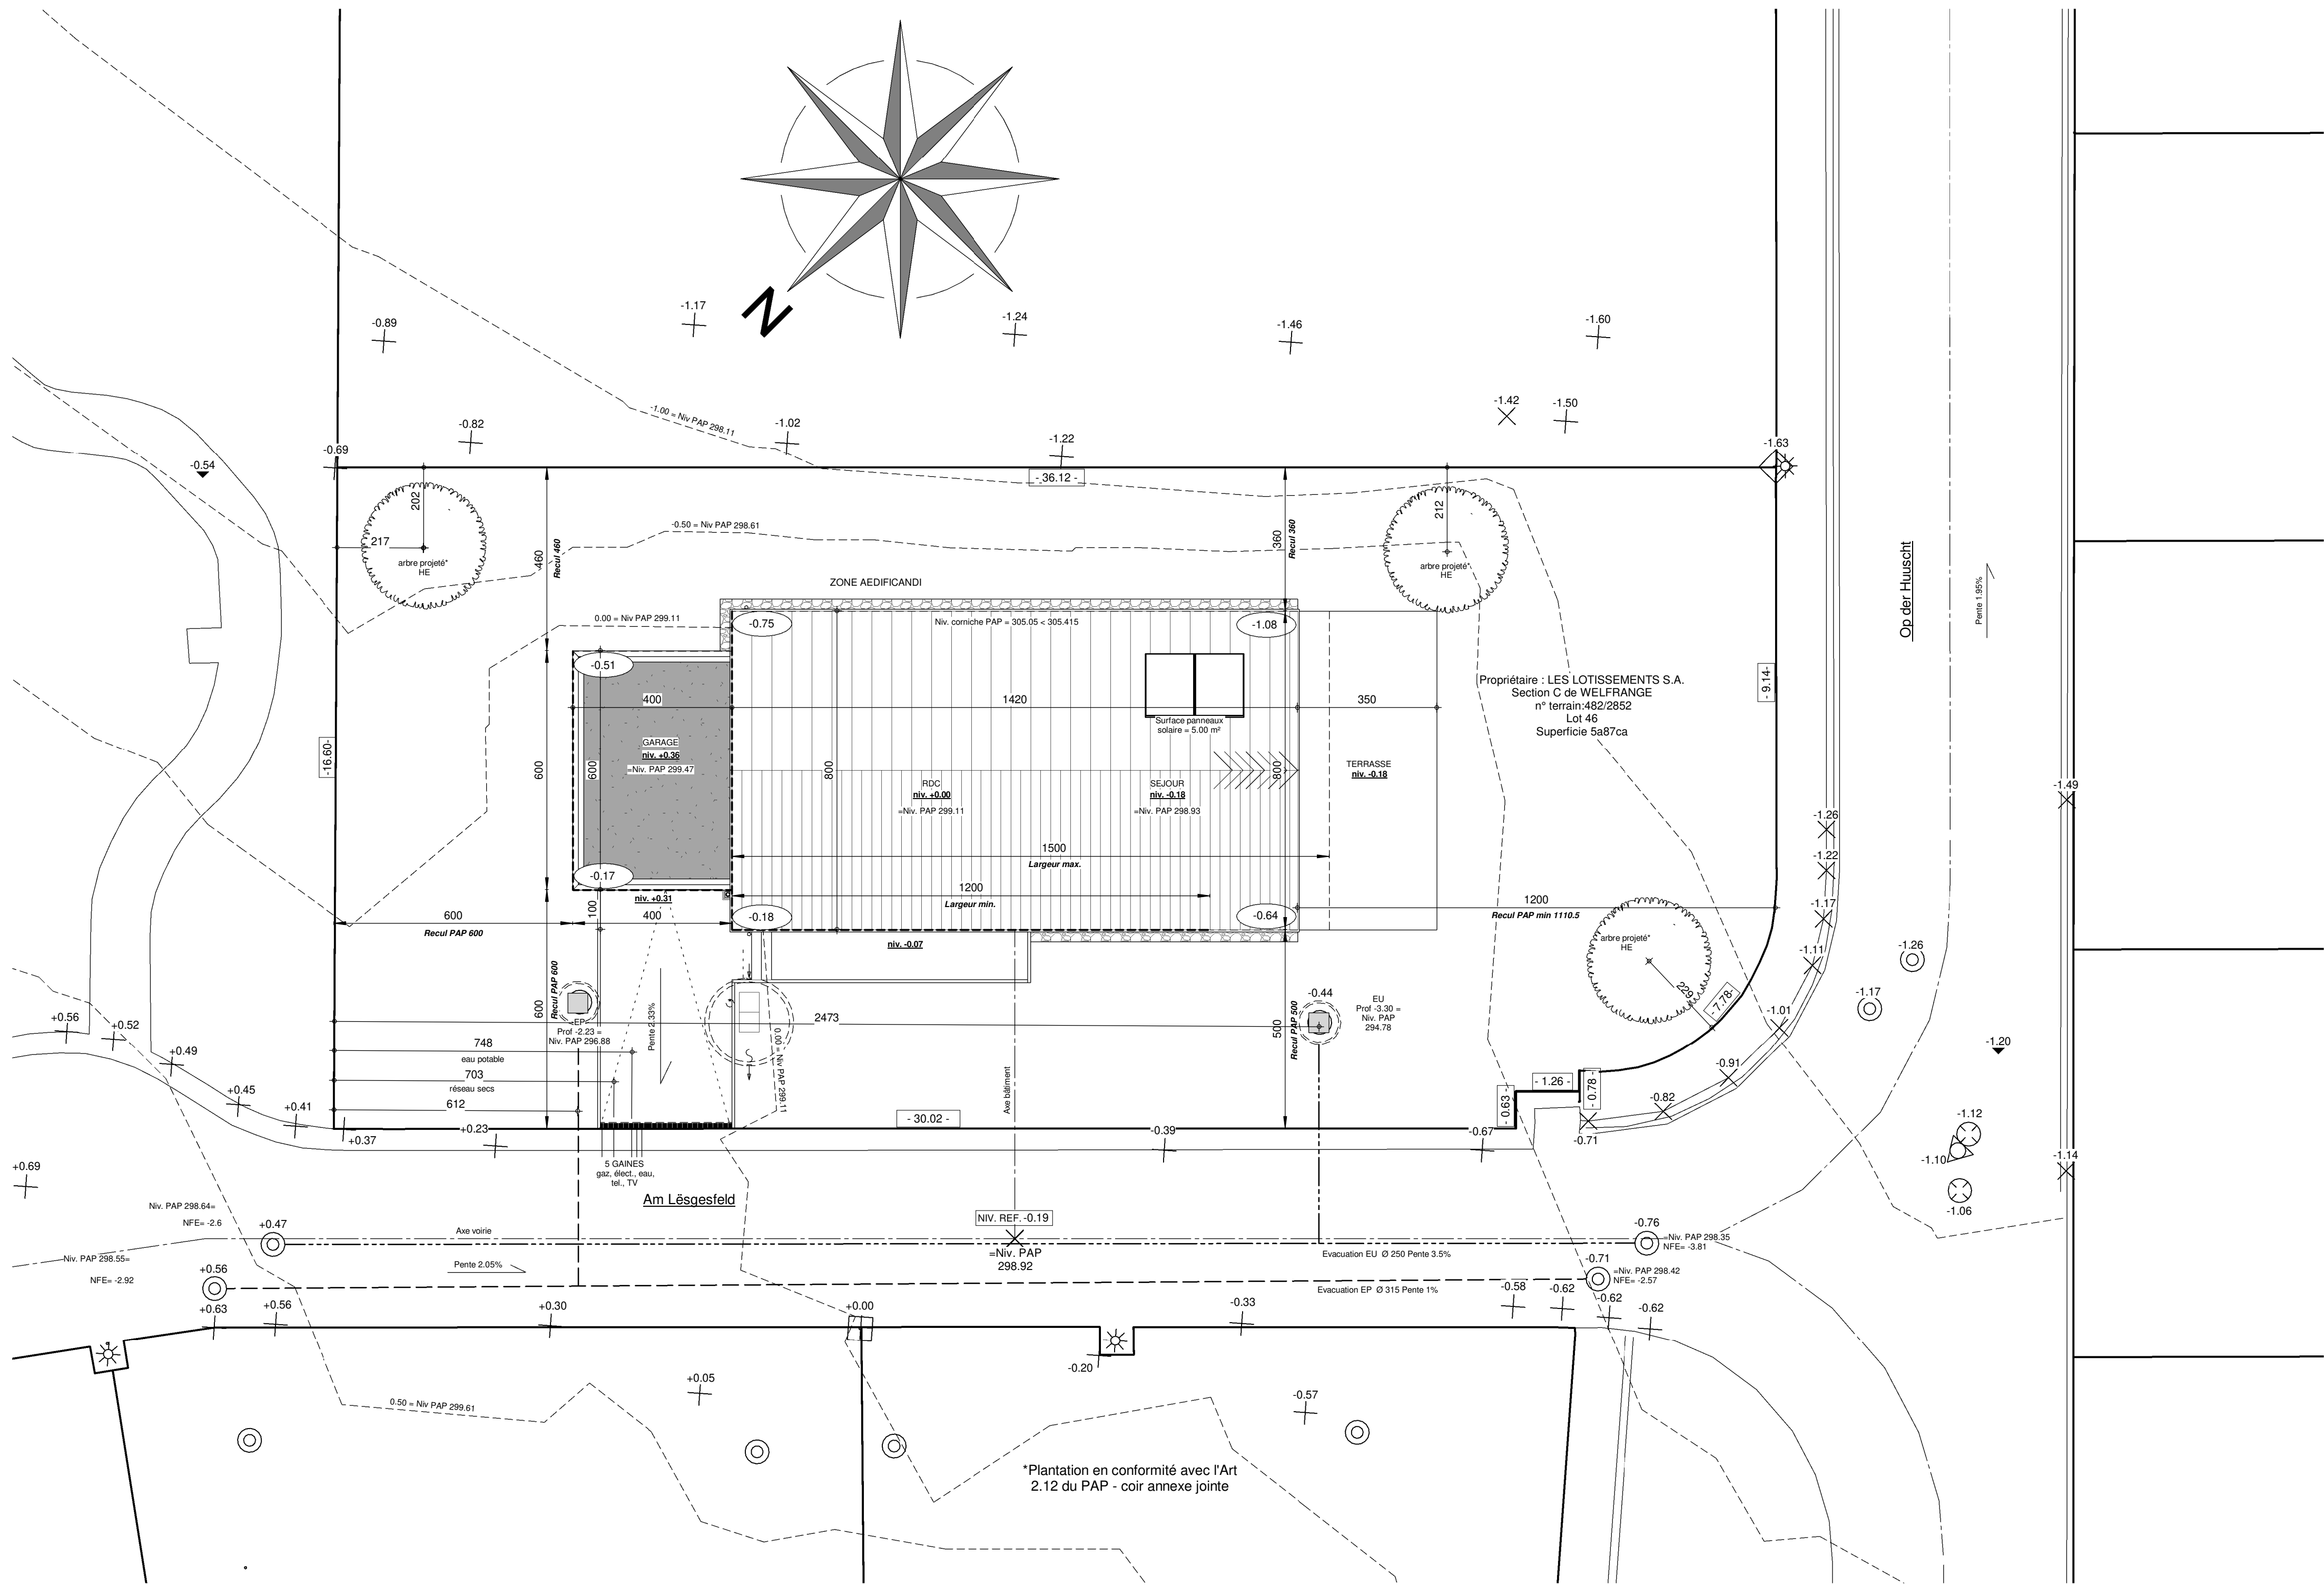 N
-0.89
-1.17
-1.24
-1.46
-1.60
-1.42
-1.50
-1.00 = Niv PAP 298.11
-0.82
-1.02
-1.22
-0.69
-1.63
-0.54
- 36.12 -
202
217
arbre projeté*
HE
212
arbre projeté*
HE
-0.50 = Niv PAP 298.61
460
Recul 460
360
Recul 360
ZONE AEDIFICANDI
0.00 = Niv PAP 299.11
-0.75
Niv. corniche PAP = 305.05 < 305.415
-1.08
-0.51
400
1420
350
Surface panneaux
solaire = 5.00 m²
Propriétaire : LES LOTISSEMENTS S.A.
Section C de WELFRANGE
n° terrain:482/2852
Lot 46
Superficie 5a87ca
- 9.14-
-16.60-
GARAGE
niv. +0.36
=Niv. PAP 299.47
600
600
800
800
RDC
niv. +0.00
=Niv. PAP 299.11
SEJOUR
niv. -0.18
=Niv. PAP 298.93
TERRASSE
niv. -0.18
Op der Huuscht
Pente 1.95%
-1.49
-1.26
-1.22
-1.17
-1.11
1500
Largeur max.
1200
Largeur min.
-0.17
niv. +0.31
100
400
-0.18
-0.64
niv. -0.07
600
Recul PAP 600
1200
Recul PAP min 1110.5
arbre projeté*
HE
229
-7.78-
-1.01
-1.26
-1.17
600
Recul PAP 600
EP
Prof -2.23 =
Niv. PAP 296.88
Pente 2.33%
0.00 = Niv PAP 299.11
2473
-0.44
EU
Prof -3.30 =
Niv. PAP
294.78
500
Recul PAP 500
748
eau potable
703
réseau secs
612
Axe bâtiment
- 30.02 -
- 0.63 -
- 1.26 -
- 0.78 -
-0.91
-0.82
-0.71
-1.20
-1.12
-1.10
-1.14
-1.06
+0.56
+0.52
+0.49
+0.45
+0.41
+0.37
+0.23
-0.39
-0.67
+0.69
5 GAINES
gaz, élect., eau,
tel., TV
Am Lësgesfeld
Niv. PAP 298.64=
NFE= -2.6
+0.47
Axe voirie
NIV. REF. -0.19
=Niv. PAP
298.92
-0.76
=Niv. PAP 298.35
NFE= -3.81
Niv. PAP 298.55=
NFE= -2.92
+0.56
Pente 2.05%
Evacuation EU Ø 250 Pente 3.5%
-0.71
=Niv. PAP 298.42
NFE= -2.57
Evacuation EP Ø 315 Pente 1%
+0.63
+0.56
+0.30
+0.00
-0.33
-0.58
-0.62
-0.62
-0.62
-0.20
+0.05
-0.57
0.50 = Niv PAP 299.61
*Plantation en conformité avec l'Art
2.12 du PAP - coir annexe jointe